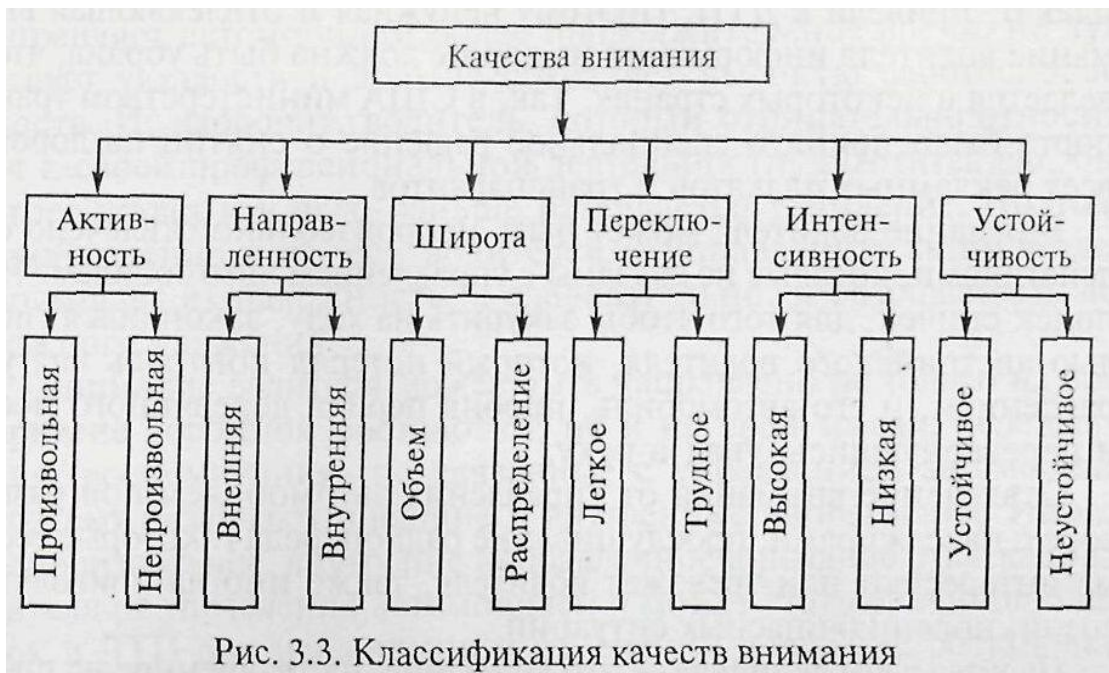 Качества внимания
Актив-
ность
Направ-
ленность
Широта
Переклю-
чение
Интен-
сивность
Устой-
чивость
Произвольная
Непроизвольная
Внешняя
Внутренняя
Объем
Распределение
Легкое
Трудное
Высокая
Низкая
Устойчивое
Неустойчивое
Рис. 3.3. Классификация качеств внимания